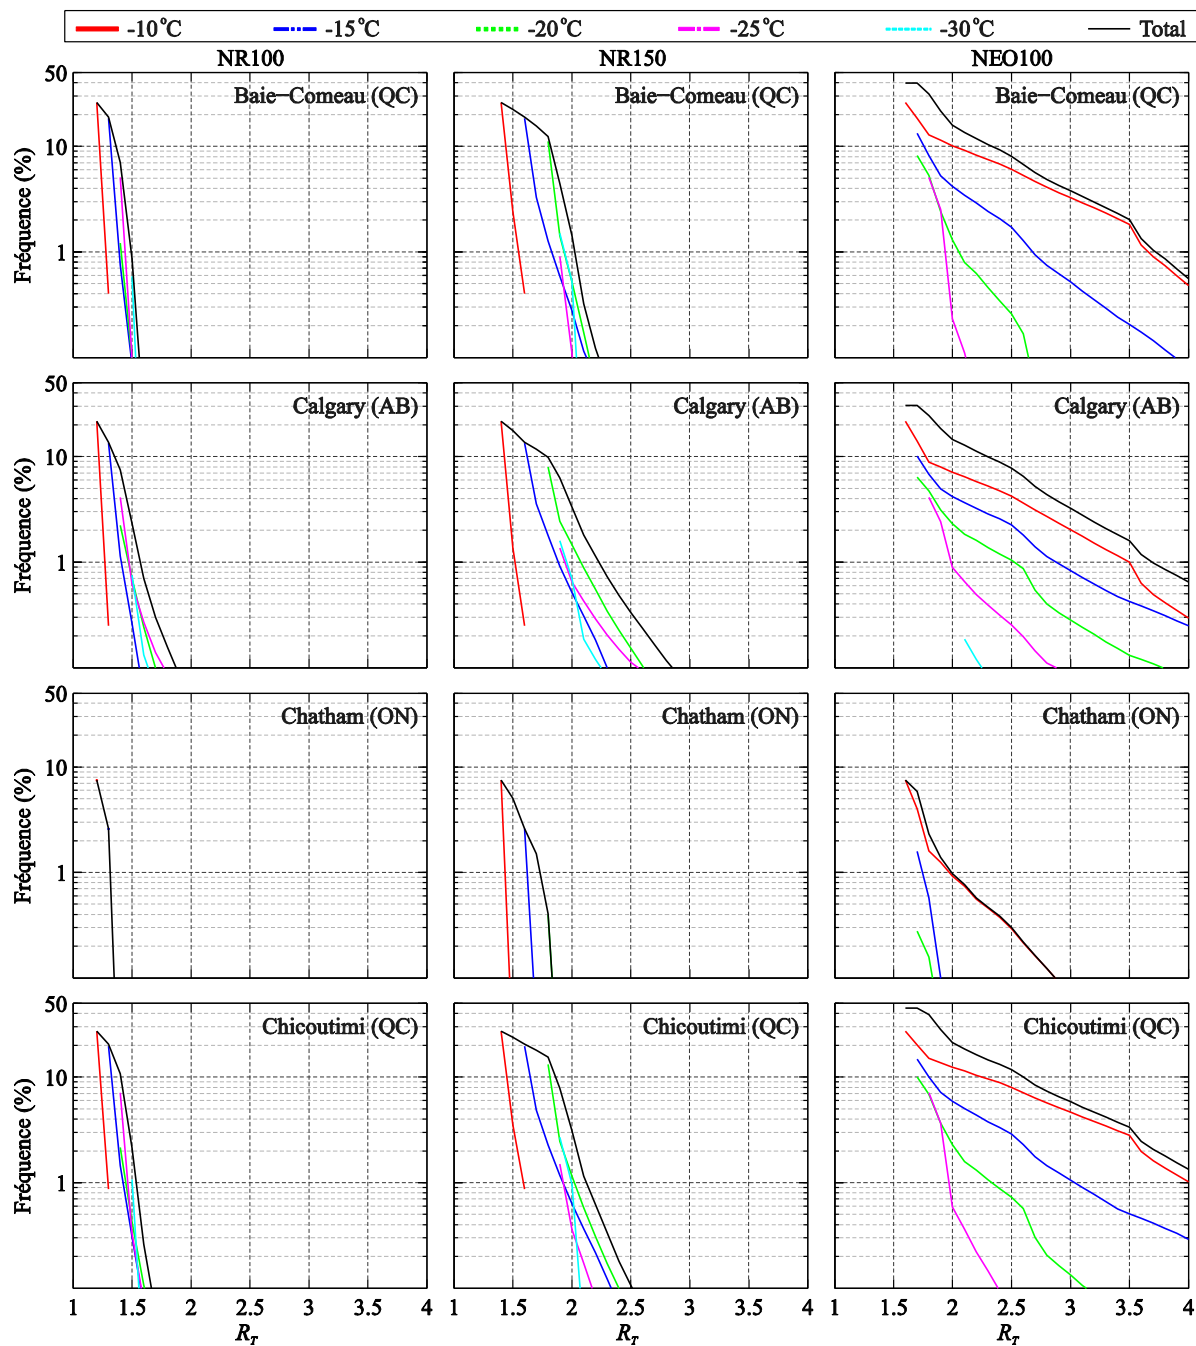 -10°C -15°C -20°C -25°C -30°C Total
NR100 NR150 NEO100
50 Baie−Comeau (QC) Baie−Comeau (QC) Baie−Comeau (QC)
10
Fréquence (%)
1
50 Calgary (AB) Calgary (AB) Calgary (AB)
10
Fréquence (%)
1
50 Chatham (ON) Chatham (ON) Chatham (ON)
10
Fréquence (%)
1
50 Chicoutimi (QC) Chicoutimi (QC) Chicoutimi (QC)
10
Fréquence (%)
1
1 1.5 2 2.5 3 3.5 4 1 1.5 2 2.5 3 3.5 4 1 1.5 2 2.5 3 3.5 4
R_T R_T R_T